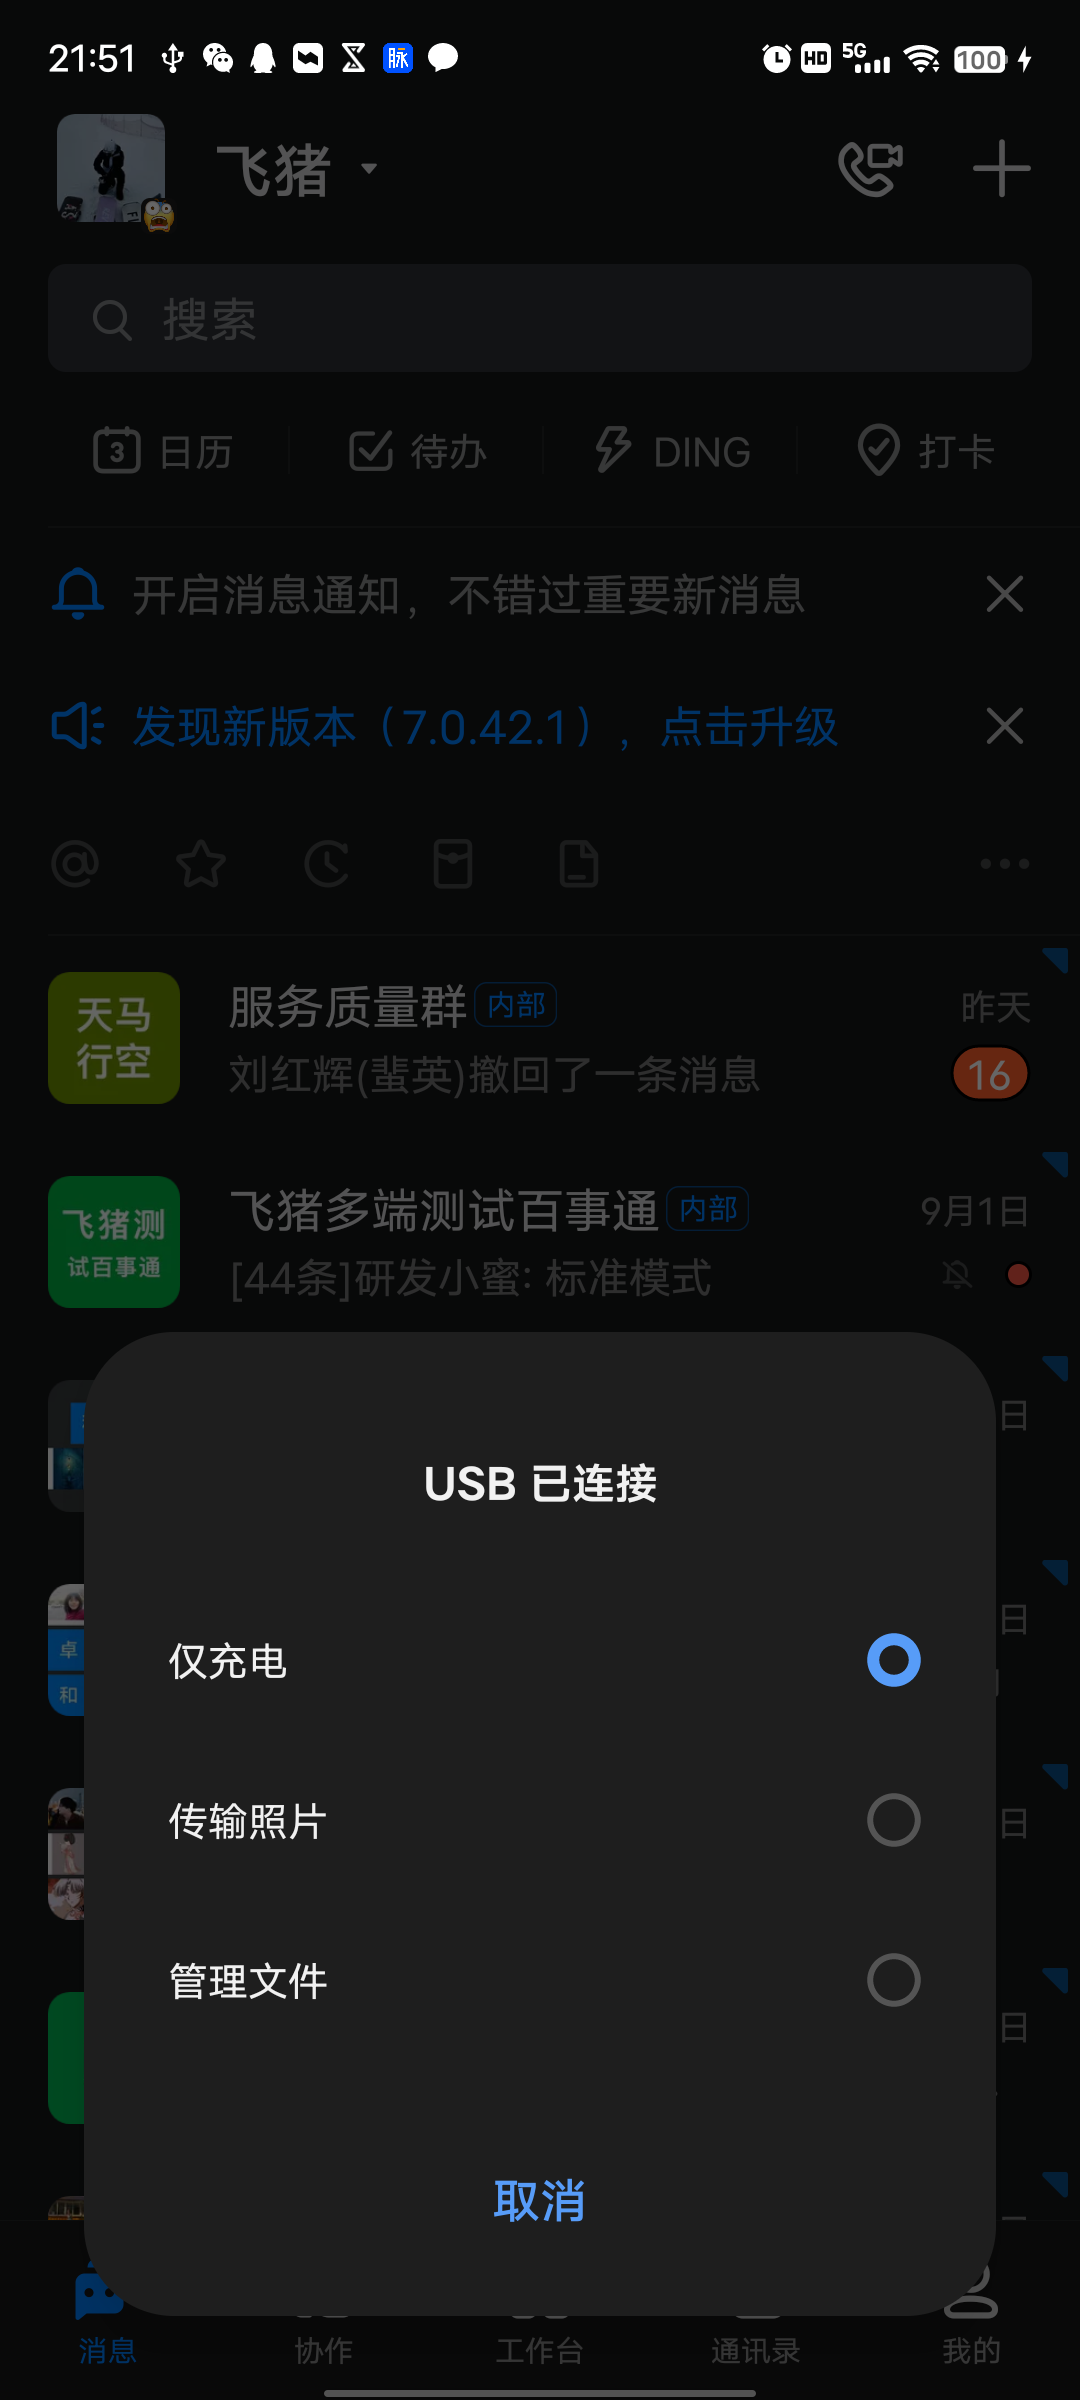 21:51
脉
HD
5G
100
飞猪
搜索
3
日历
待办
DING
打卡
开启消息通知，不错过重要新消息
发现新版本（7.0.42.1），点击升级
天马
行空
服务质量群
内部
昨天
刘红辉(蜚英)撤回了一条消息
16
飞猪测
试百事通
飞猪多端测试百事通
内部
9月1日
[44条]研发小蜜: 标准模式
日
USB 已连接
日
卓
仅充电
和
日
传输照片
管理文件
日
取消
消息
协作
工作台
通讯录
我的